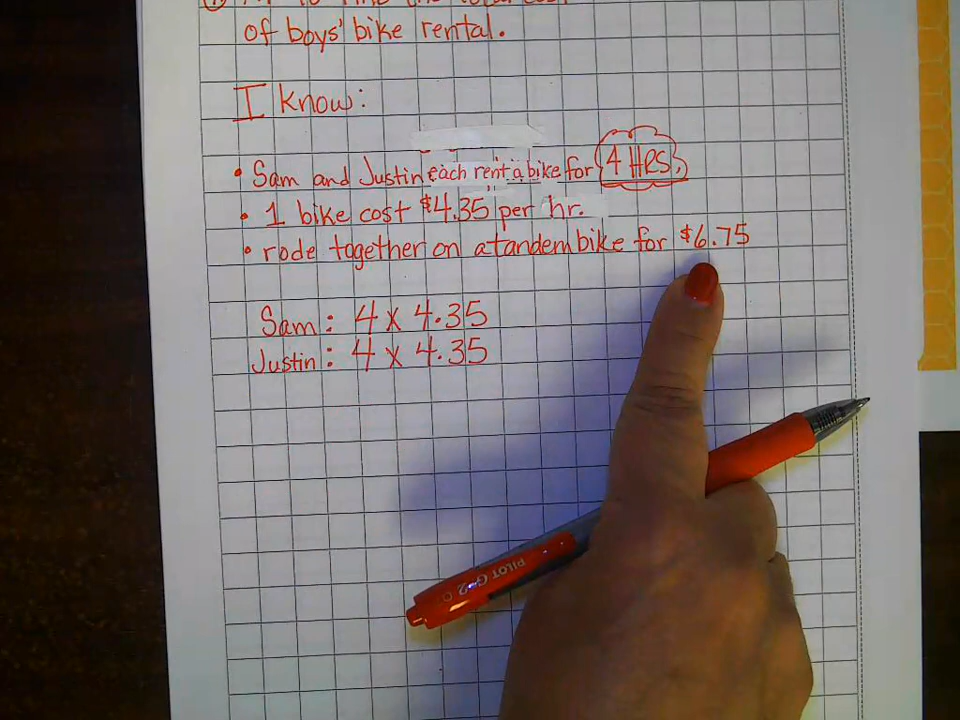 of boys' bike rental.
I know:
• Sam and Justin each rent a bike for 4 Hrs.
• 1 bike cost $4.35 per hr.
• rode together on a tandem bike for $6.75
Sam: 4 x 4.35
Justin: 4 x 4.35
PILOT G-2